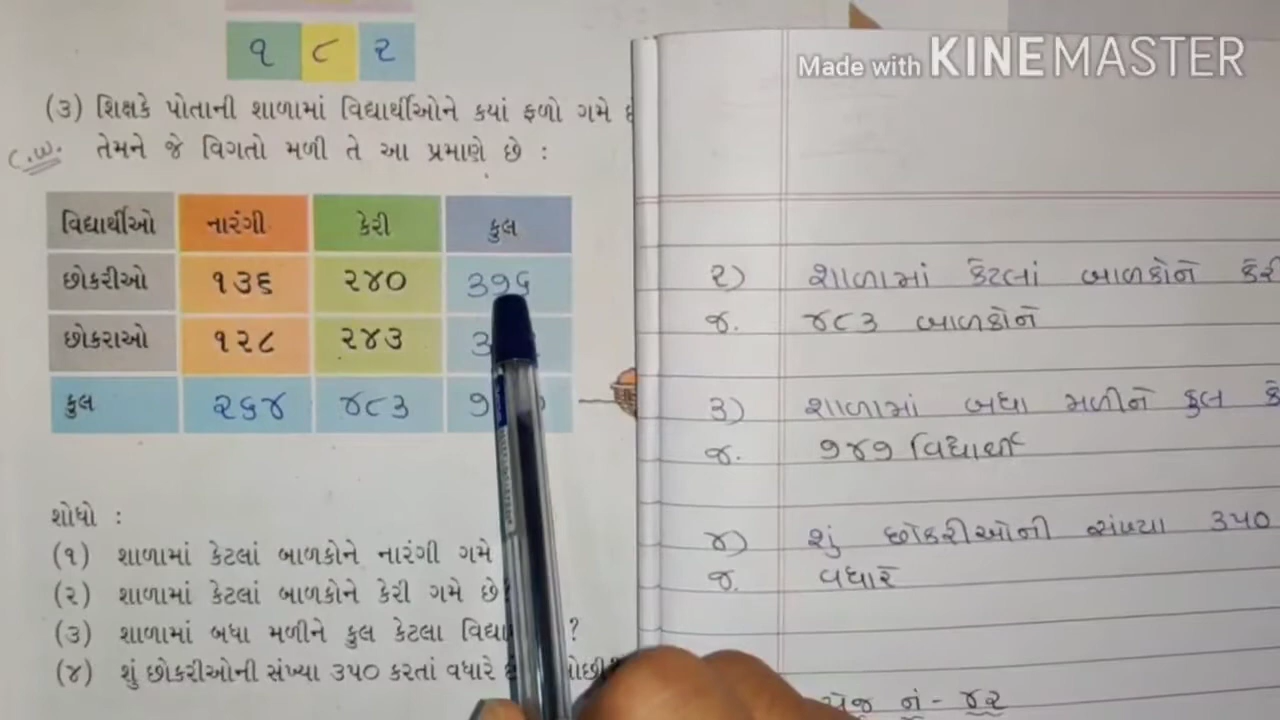 Made with KINEMASTER
૧ ૮ ૨
(૩) શિક્ષકે પોતાની શાળામાં વિદ્યાર્થીઓને કયાં ફળો ગમે
C.W. તેમને જે વિગતો મળી તે આ પ્રમાણે છે :
વિદ્યાર્થીઓ નારંગી કેરી કુલ
છોકરીઓ ૧૩૬ ૨૪૦ ૩૭૬
છોકરાઓ ૧૨૮ ૨૪૩
કુલ ૨૬૪ ૪૮૩
શોધો :
(૧) શાળામાં કેટલાં બાળકોને નારંગી ગમે
(૨) શાળામાં કેટલાં બાળકોને કેરી ગમે છે
(૩) શાળામાં બધા મળીને કુલ કેટલા ?
(૪) શું છોકરીઓની સંખ્યા ૩૫૦ કરતાં વધારે
૨) શાળામાં કેટલાં બાળકોને કેરી
જ. ૪૮૩ બાળકોને
૩) શાળામાં બધા મળીને કુલ કે
જ. ૭૪૭ વિદ્યાર્થી
૪) શું છોકરીઓની સંખ્યા ૩૫૦
જ. વધારે
પેજ નં - ૪૨